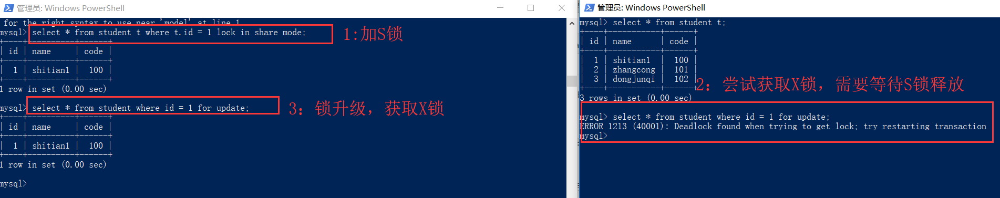 管理员: Windows PowerShell
for the right syntax to use near 'model' at line 1
mysql> select * from student t where t.id = 1 lock in share mode;
1:加S锁
+----+----------+------+
| id | name | code |
+----+----------+------+
| 1 | shitian1 | 100 |
+----+----------+------+
1 row in set (0.00 sec)
mysql> select * from student where id = 1 for update;
3：锁升级，获取X锁
+----+----------+------+
| id | name | code |
+----+----------+------+
| 1 | shitian1 | 100 |
+----+----------+------+
1 row in set (0.00 sec)
mysql>
管理员: Windows PowerShell
mysql> select * from student t;
+----+-----------+------+
| id | name | code |
+----+-----------+------+
| 1 | shitian1 | 100 |
| 2 | zhangcong | 101 |
| 3 | dongjunqi | 102 |
+----+-----------+------+
2：尝试获取X锁，需要等待S锁释放
3 rows in set (0.00 sec)
mysql> select * from student where id = 1 for update;
ERROR 1213 (40001): Deadlock found when trying to get lock; try restarting transaction
mysql>